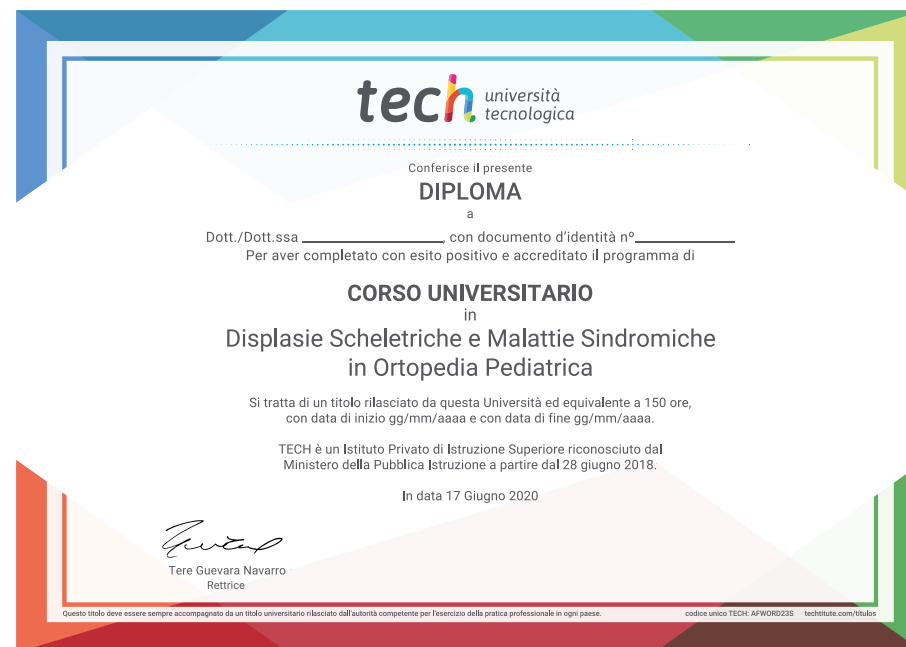 tech università
tecnologica
Conferisce il presente
DIPLOMA
a
Dott./Dott.ssa ____________________, con documento d'identità nº______________
Per aver completato con esito positivo e accreditato il programma di
CORSO UNIVERSITARIO
in
Displasie Scheletriche e Malattie Sindromiche
in Ortopedia Pediatrica
Si tratta di un titolo rilasciato da questa Università ed equivalente a 150 ore,
con data di inizio gg/mm/aaaa e con data di fine gg/mm/aaaa.
TECH è un Istituto Privato di Istruzione Superiore riconosciuto dal
Ministero della Pubblica Istruzione a partire dal 28 giugno 2018.
In data 17 Giugno 2020
Tere Guevara Navarro
Rettrice
Questo titolo deve essere sempre accompagnato da un titolo universitario rilasciato dall'autorità competente per l'esercizio della pratica professionale in ogni paese. codice unico TECH: AFWORD23S techtitute.com/titulos